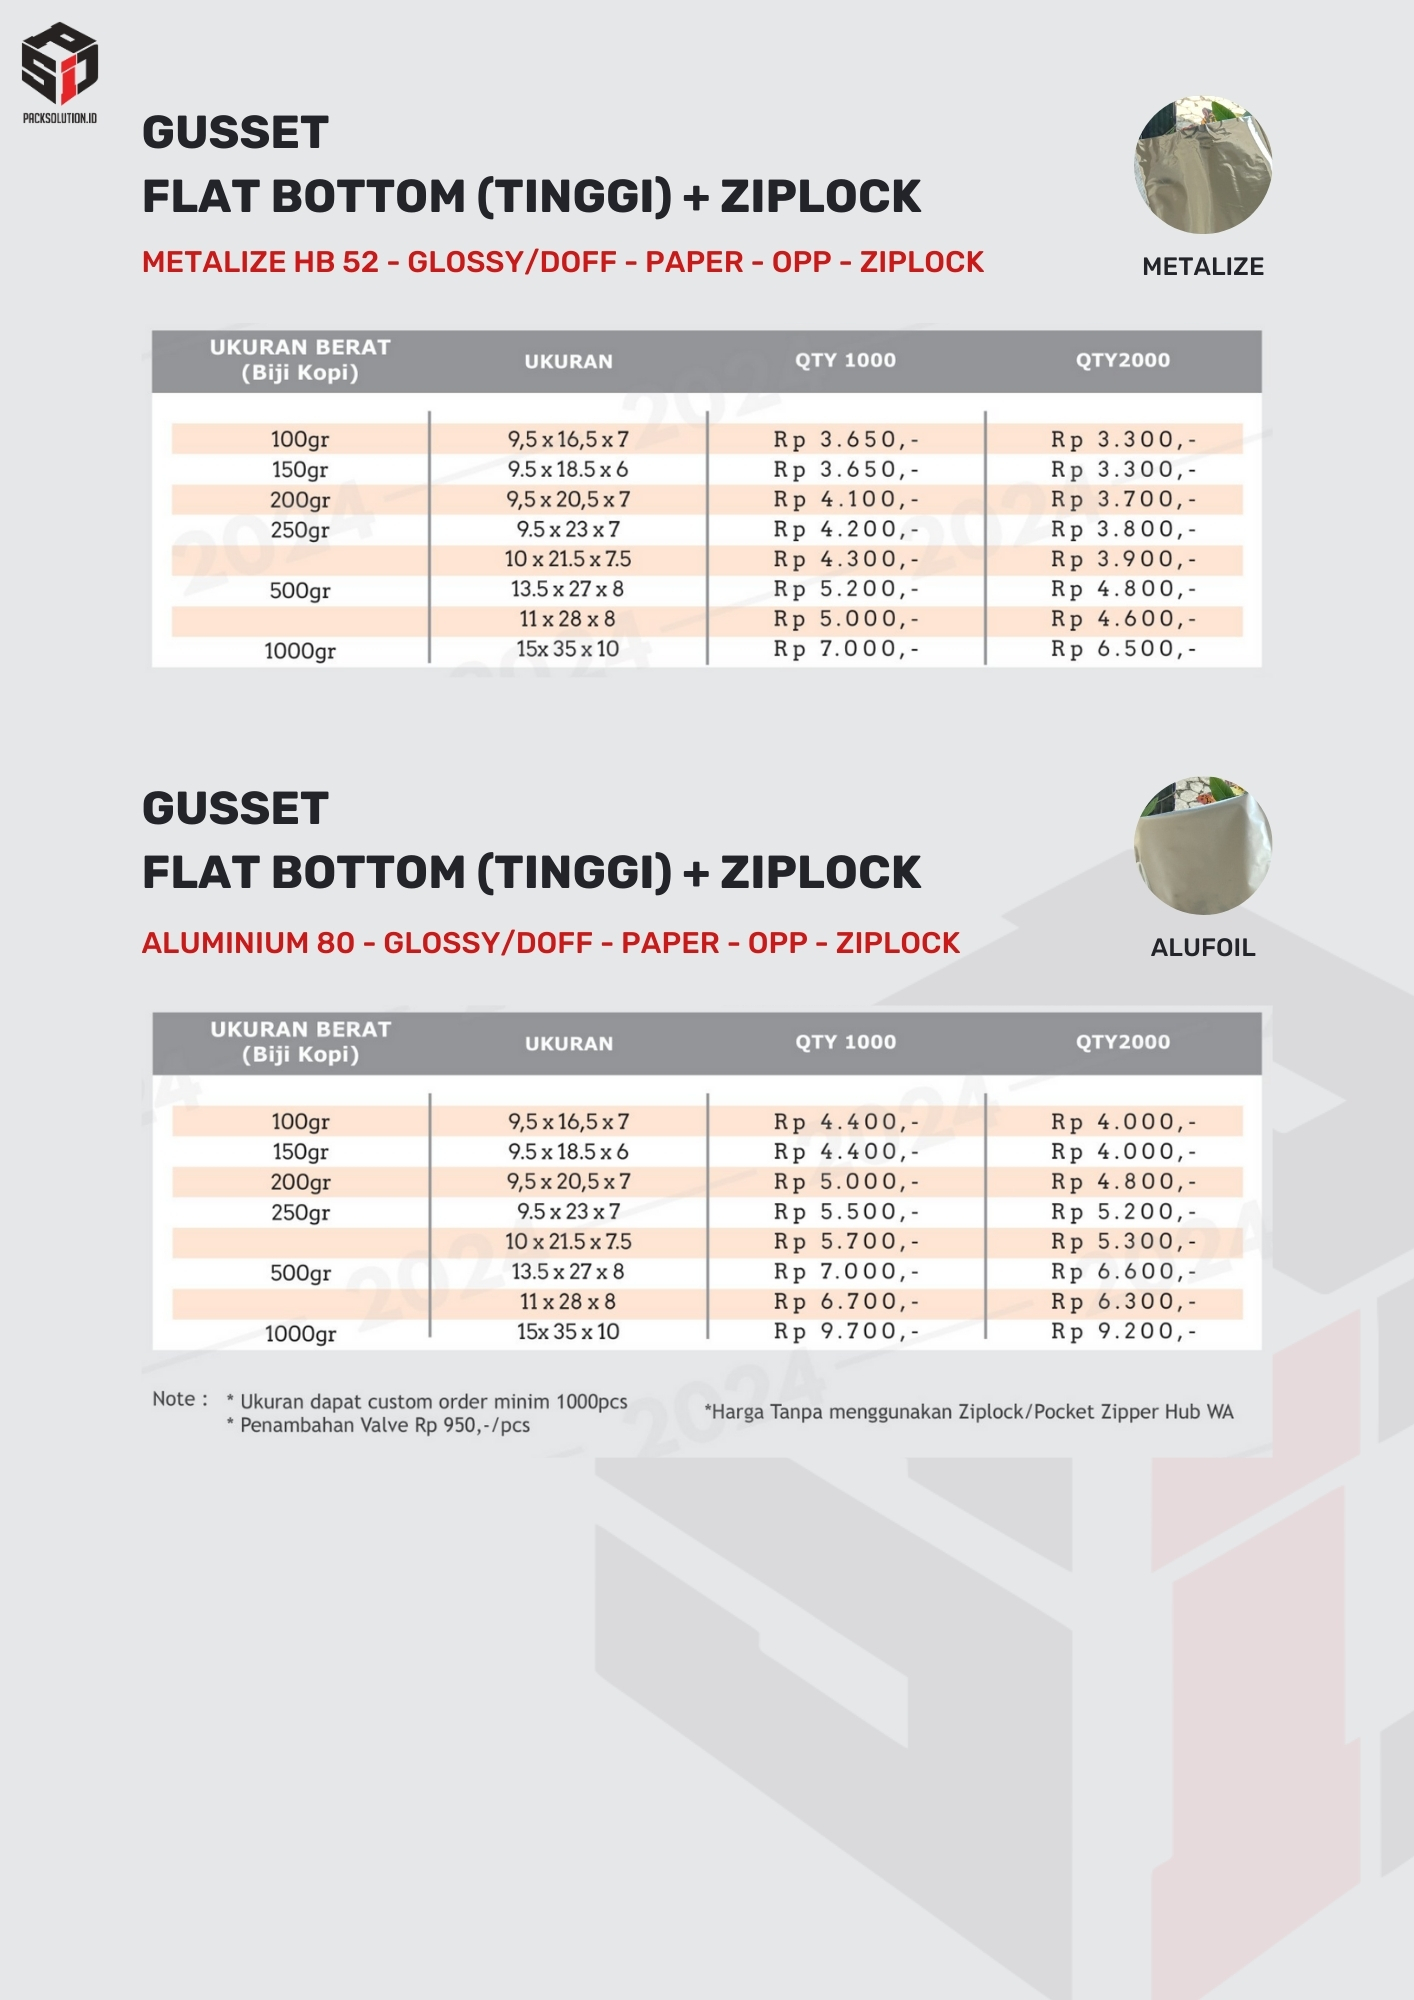 PACKSOLUTION.ID
GUSSET
FLAT BOTTOM (TINGGI) + ZIPLOCK
METALIZE HB 52 - GLOSSY/DOFF - PAPER - OPP - ZIPLOCK
METALIZE
UKURAN BERAT (Biji Kopi) UKURAN QTY 1000 QTY2000
100gr 9,5 x 16,5 x 7 Rp 3.650,- Rp 3.300,-
150gr 9.5 x 18.5 x 6 Rp 3.650,- Rp 3.300,-
200gr 9,5 x 20,5 x 7 Rp 4.100,- Rp 3.700,-
250gr 9.5 x 23 x 7 Rp 4.200,- Rp 3.800,-
10 x 21.5 x 7.5 Rp 4.300,- Rp 3.900,-
500gr 13.5 x 27 x 8 Rp 5.200,- Rp 4.800,-
11 x 28 x 8 Rp 5.000,- Rp 4.600,-
1000gr 15x 35 x 10 Rp 7.000,- Rp 6.500,-
GUSSET
FLAT BOTTOM (TINGGI) + ZIPLOCK
ALUMINIUM 80 - GLOSSY/DOFF - PAPER - OPP - ZIPLOCK
ALUFOIL
UKURAN BERAT (Biji Kopi) UKURAN QTY 1000 QTY2000
100gr 9,5 x 16,5 x 7 Rp 4.400,- Rp 4.000,-
150gr 9.5 x 18.5 x 6 Rp 4.400,- Rp 4.000,-
200gr 9,5 x 20,5 x 7 Rp 5.000,- Rp 4.800,-
250gr 9.5 x 23 x 7 Rp 5.500,- Rp 5.200,-
10 x 21.5 x 7.5 Rp 5.700,- Rp 5.300,-
500gr 13.5 x 27 x 8 Rp 7.000,- Rp 6.600,-
11 x 28 x 8 Rp 6.700,- Rp 6.300,-
1000gr 15x 35 x 10 Rp 9.700,- Rp 9.200,-
Note : * Ukuran dapat custom order minim 1000pcs
* Penambahan Valve Rp 950,-/pcs
*Harga Tanpa menggunakan Ziplock/Pocket Zipper Hub WA